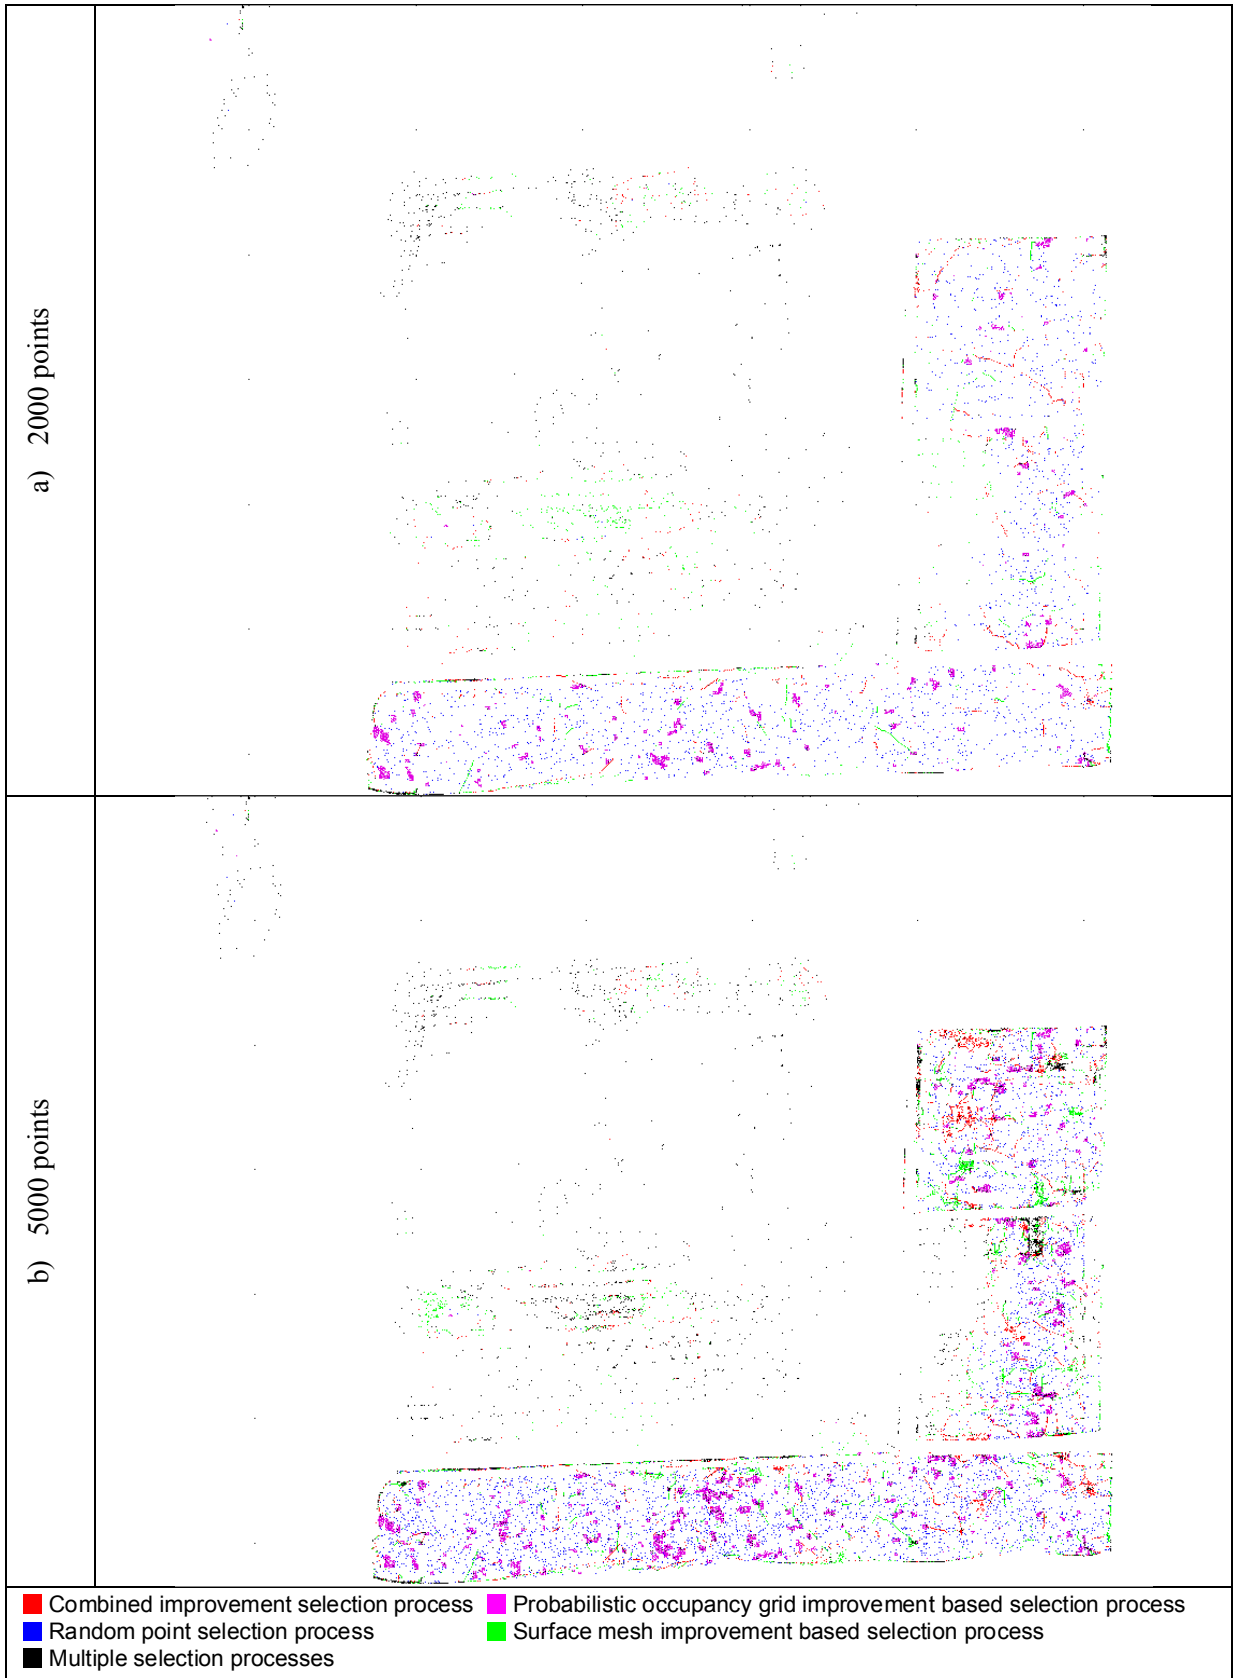 a) 2000 points
b) 5000 points
Combined improvement selection process
Probabilistic occupancy grid improvement based selection process
Random point selection process
Surface mesh improvement based selection process
Multiple selection processes